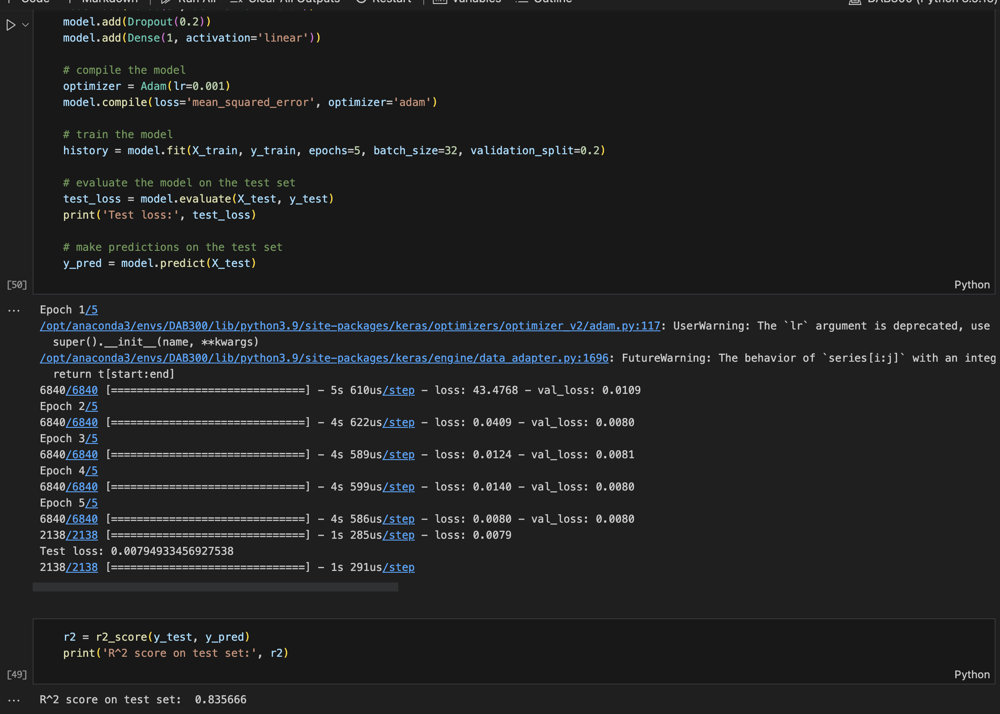 Code Markdown Run All Clear All Outputs Restart Variables Outline
model.add(Dropout(0.2))
model.add(Dense(1, activation='linear'))
# compile the model
optimizer = Adam(lr=0.001)
model.compile(loss='mean_squared_error', optimizer='adam')
# train the model
history = model.fit(X_train, y_train, epochs=5, batch_size=32, validation_split=0.2)
# evaluate the model on the test set
test_loss = model.evaluate(X_test, y_test)
print('Test loss:', test_loss)
# make predictions on the test set
y_pred = model.predict(X_test)
[50] Python
... Epoch 1/5
/opt/anaconda3/envs/DAB300/lib/python3.9/site-packages/keras/optimizers/optimizer_v2/adam.py:117: UserWarning: The `lr` argument is deprecated, use
super().__init__(name, **kwargs)
/opt/anaconda3/envs/DAB300/lib/python3.9/site-packages/keras/engine/data_adapter.py:1696: FutureWarning: The behavior of `series[i:j]` with an integ
return t[start:end]
6840/6840 [==============================] - 5s 610us/step - loss: 43.4768 - val_loss: 0.0109
Epoch 2/5
6840/6840 [==============================] - 4s 622us/step - loss: 0.0409 - val_loss: 0.0080
Epoch 3/5
6840/6840 [==============================] - 4s 589us/step - loss: 0.0124 - val_loss: 0.0081
Epoch 4/5
6840/6840 [==============================] - 4s 599us/step - loss: 0.0140 - val_loss: 0.0080
Epoch 5/5
6840/6840 [==============================] - 4s 586us/step - loss: 0.0080 - val_loss: 0.0080
2138/2138 [==============================] - 1s 285us/step - loss: 0.0079
Test loss: 0.00794933456927538
2138/2138 [==============================] - 1s 291us/step
r2 = r2_score(y_test, y_pred)
print('R^2 score on test set:', r2)
[49] Python
... R^2 score on test set:  0.835666